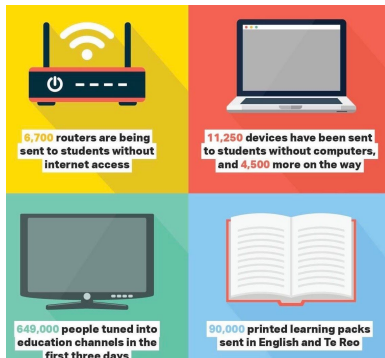 6,700 routers are being
sent to students without
internet access
11,250 devices have been sent
to students without computers,
and 4,500 more on the way
649,000 people tuned into
education channels in the
first three days
90,000 printed learning packs
sent in English and Te Reo